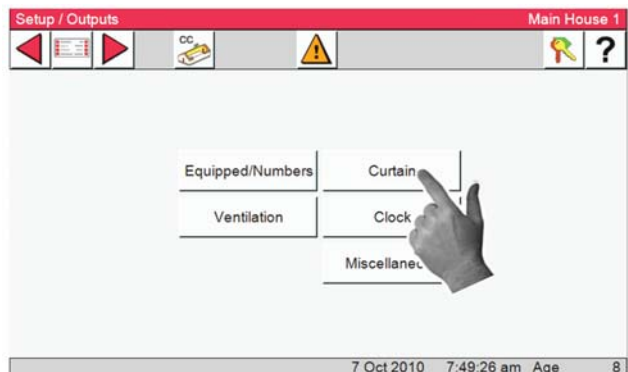 Setup / Outputs Main House 1
CC
?
Equipped/Numbers Curtain
Ventilation Clock
7 Oct 2010 7:49:26 am Age 8